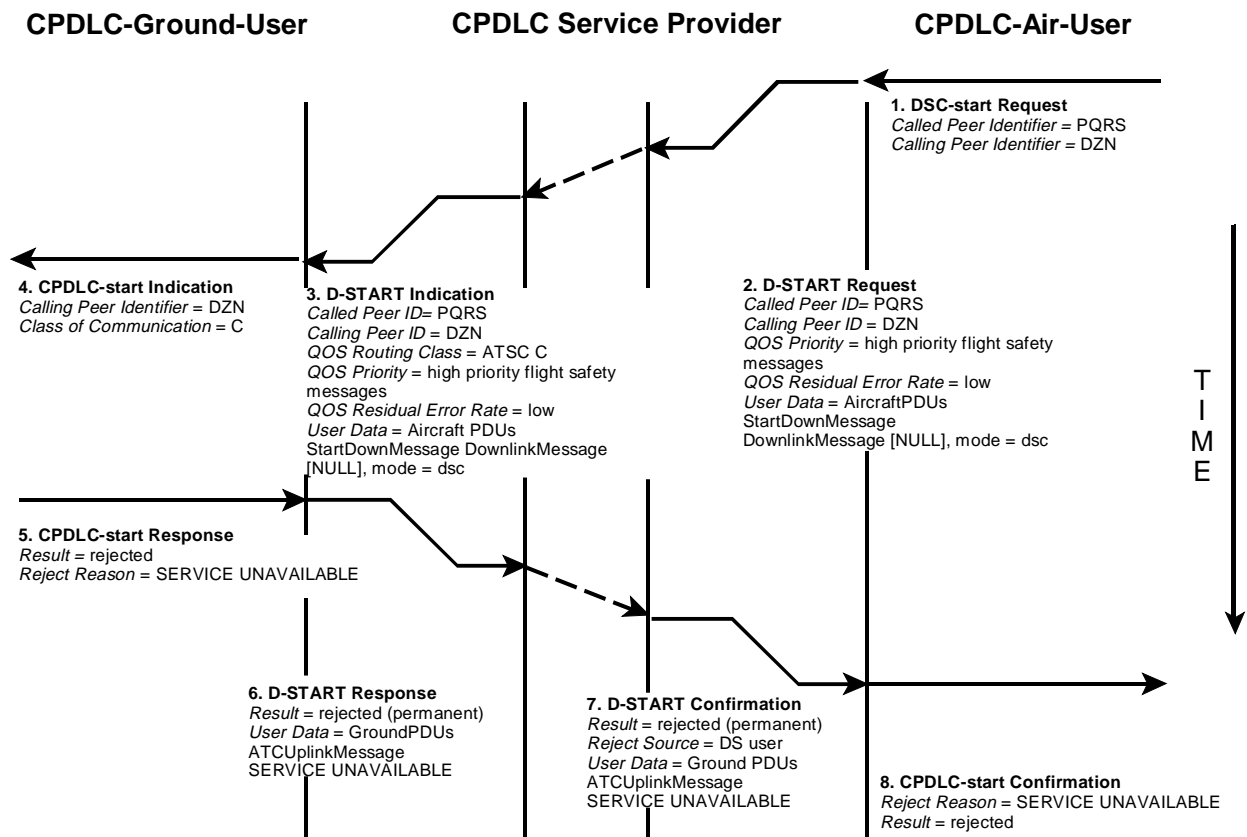 CPDLC-Ground-User
CPDLC Service Provider
CPDLC-Air-User
1. DSC-start Request
Called Peer Identifier = PQRS
Calling Peer Identifier = DZN
2. D-START Request
Called Peer ID= PQRS
Calling Peer ID = DZN
QOS Priority = high priority flight safety
messages
QOS Residual Error Rate = low
User Data = AircraftPDUs
StartDownMessage
DownlinkMessage [NULL], mode = dsc
3. D-START Indication
Called Peer ID= PQRS
Calling Peer ID = DZN
QOS Routing Class = ATSC C
QOS Priority = high priority flight safety
messages
QOS Residual Error Rate = low
User Data = Aircraft PDUs
StartDownMessage DownlinkMessage
[NULL], mode = dsc
4. CPDLC-start Indication
Calling Peer Identifier = DZN
Class of Communication = C
T
I
M
E
5. CPDLC-start Response
Result = rejected
Reject Reason = SERVICE UNAVAILABLE
6. D-START Response
Result = rejected (permanent)
User Data = GroundPDUs
ATCUplinkMessage
SERVICE UNAVAILABLE
7. D-START Confirmation
Result = rejected (permanent)
Reject Source = DS user
User Data = Ground PDUs
ATCUplinkMessage
SERVICE UNAVAILABLE
8. CPDLC-start Confirmation
Reject Reason = SERVICE UNAVAILABLE
Result = rejected